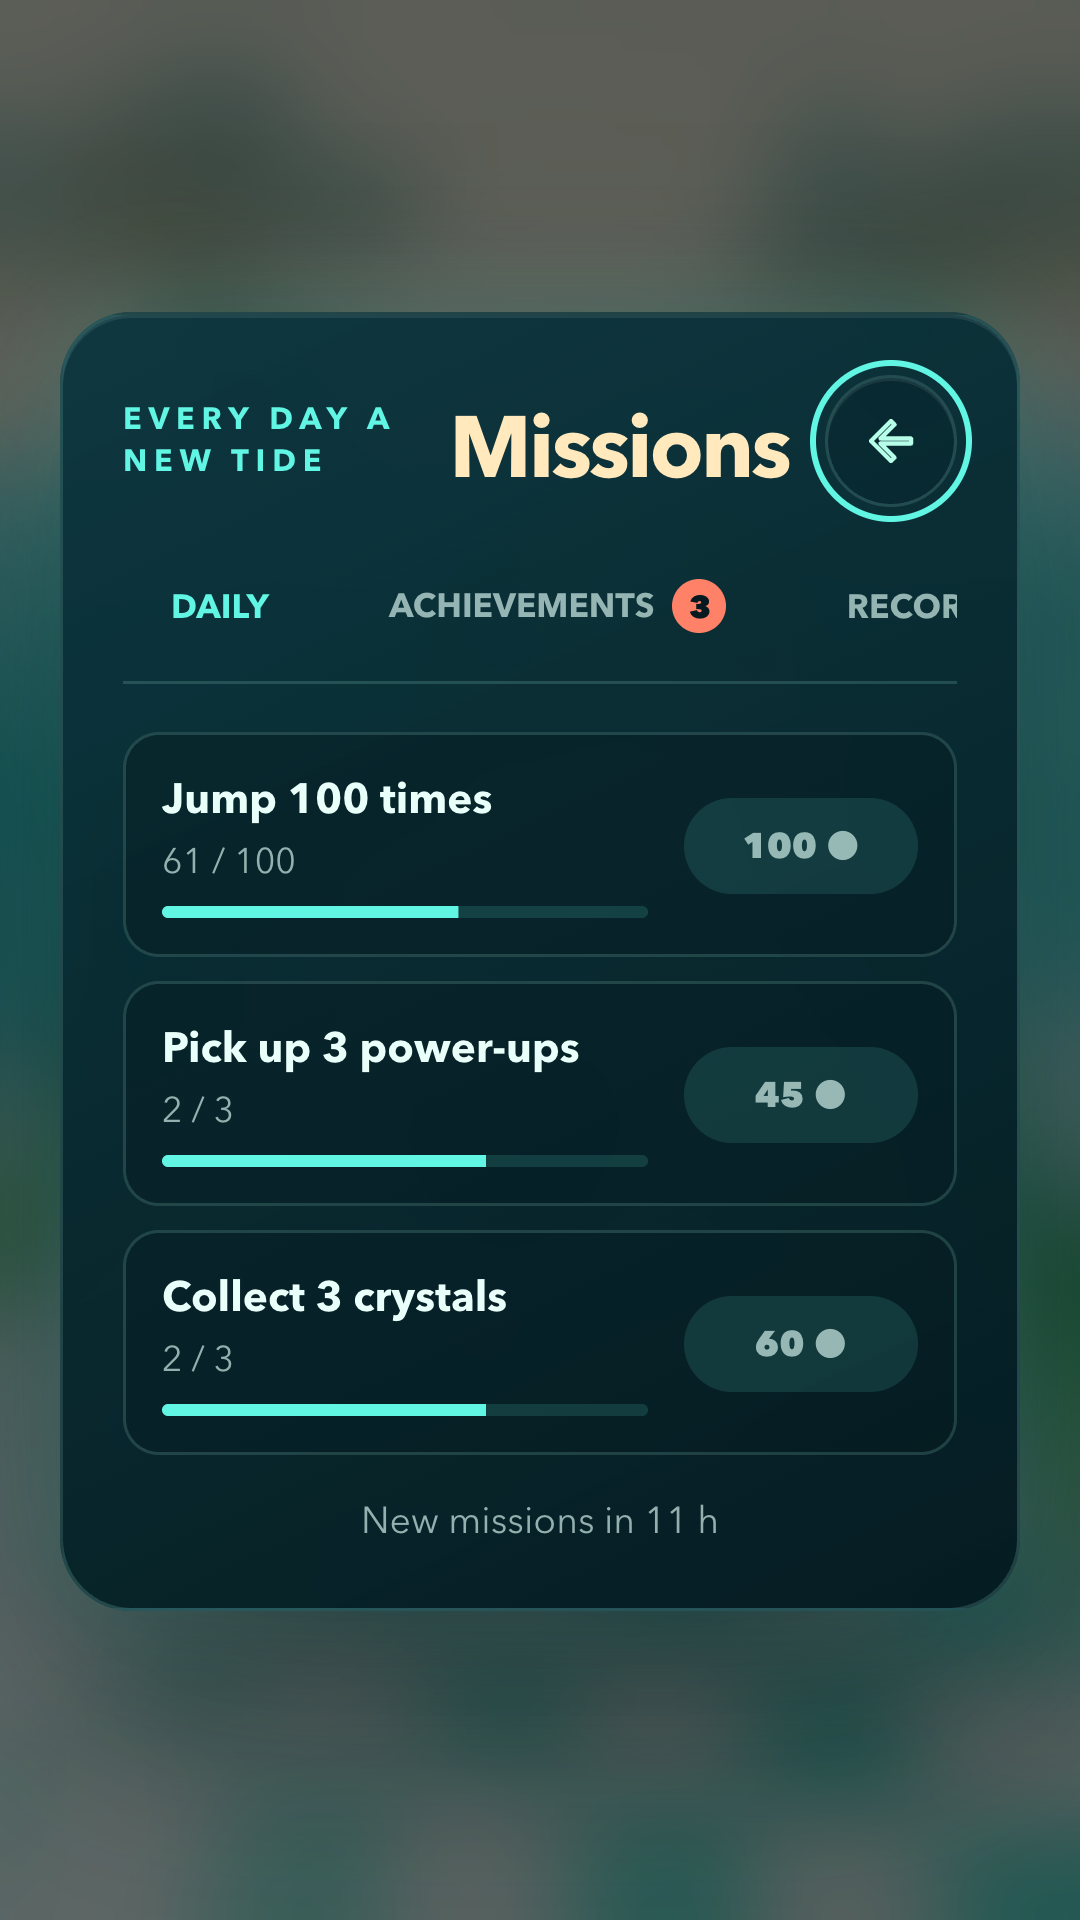 EVERY DAY A
NEW TIDE
Missions
DAILY
ACHIEVEMENTS 3
RECOR
Jump 100 times
61 / 100
100
Pick up 3 power-ups
2 / 3
45
Collect 3 crystals
2 / 3
60
New missions in 11 h